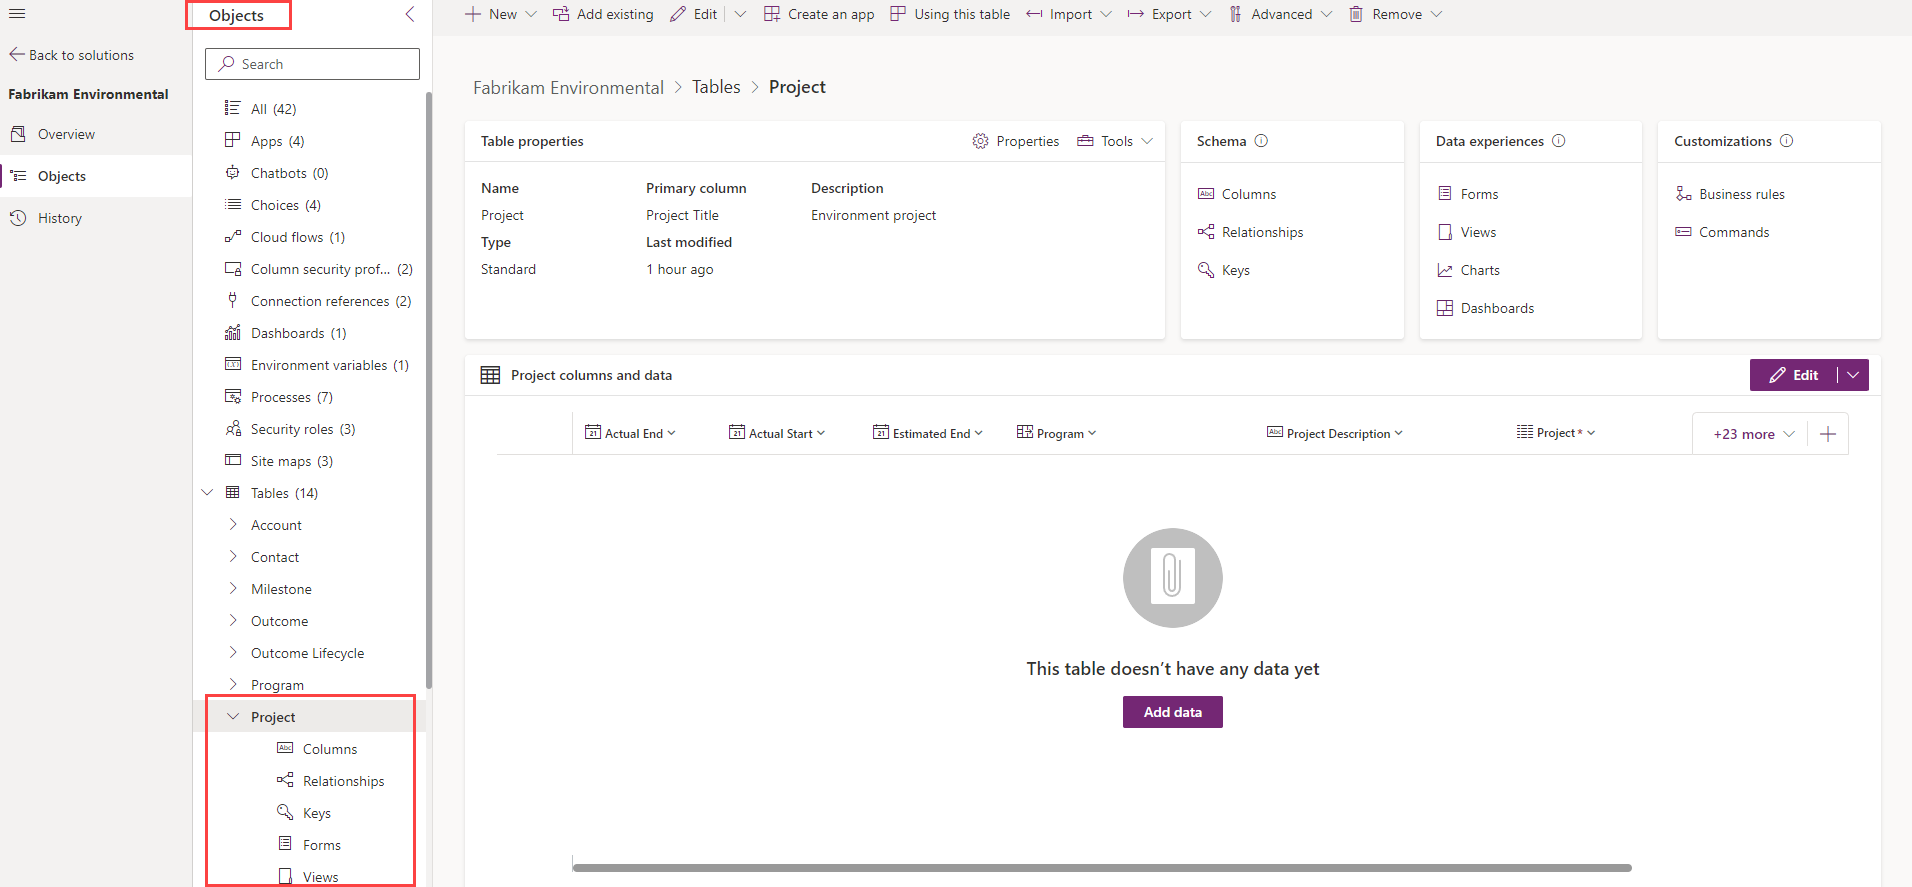 Objects
Back to solutions
Fabrikam Environmental
Overview
Objects
History
Search
All (42)
Apps (4)
Chatbots (0)
Choices (4)
Cloud flows (1)
Column security prof... (2)
Connection references (2)
Dashboards (1)
Environment variables (1)
Processes (7)
Security roles (3)
Site maps (3)
Tables (14)
Account
Contact
Milestone
Outcome
Outcome Lifecycle
Program
Project
Columns
Relationships
Keys
Forms
Views
New Add existing Edit Create an app Using this table Import Export Advanced Remove
Fabrikam Environmental > Tables > Project
Table properties Properties Tools
Name Primary column Description
Project Project Title Environment project
Type Last modified
Standard 1 hour ago
Schema
Columns
Relationships
Keys
Data experiences
Forms
Views
Charts
Dashboards
Customizations
Business rules
Commands
Project columns and data Edit
Actual End Actual Start Estimated End Program Project Description Project * +23 more
This table doesn't have any data yet
Add data